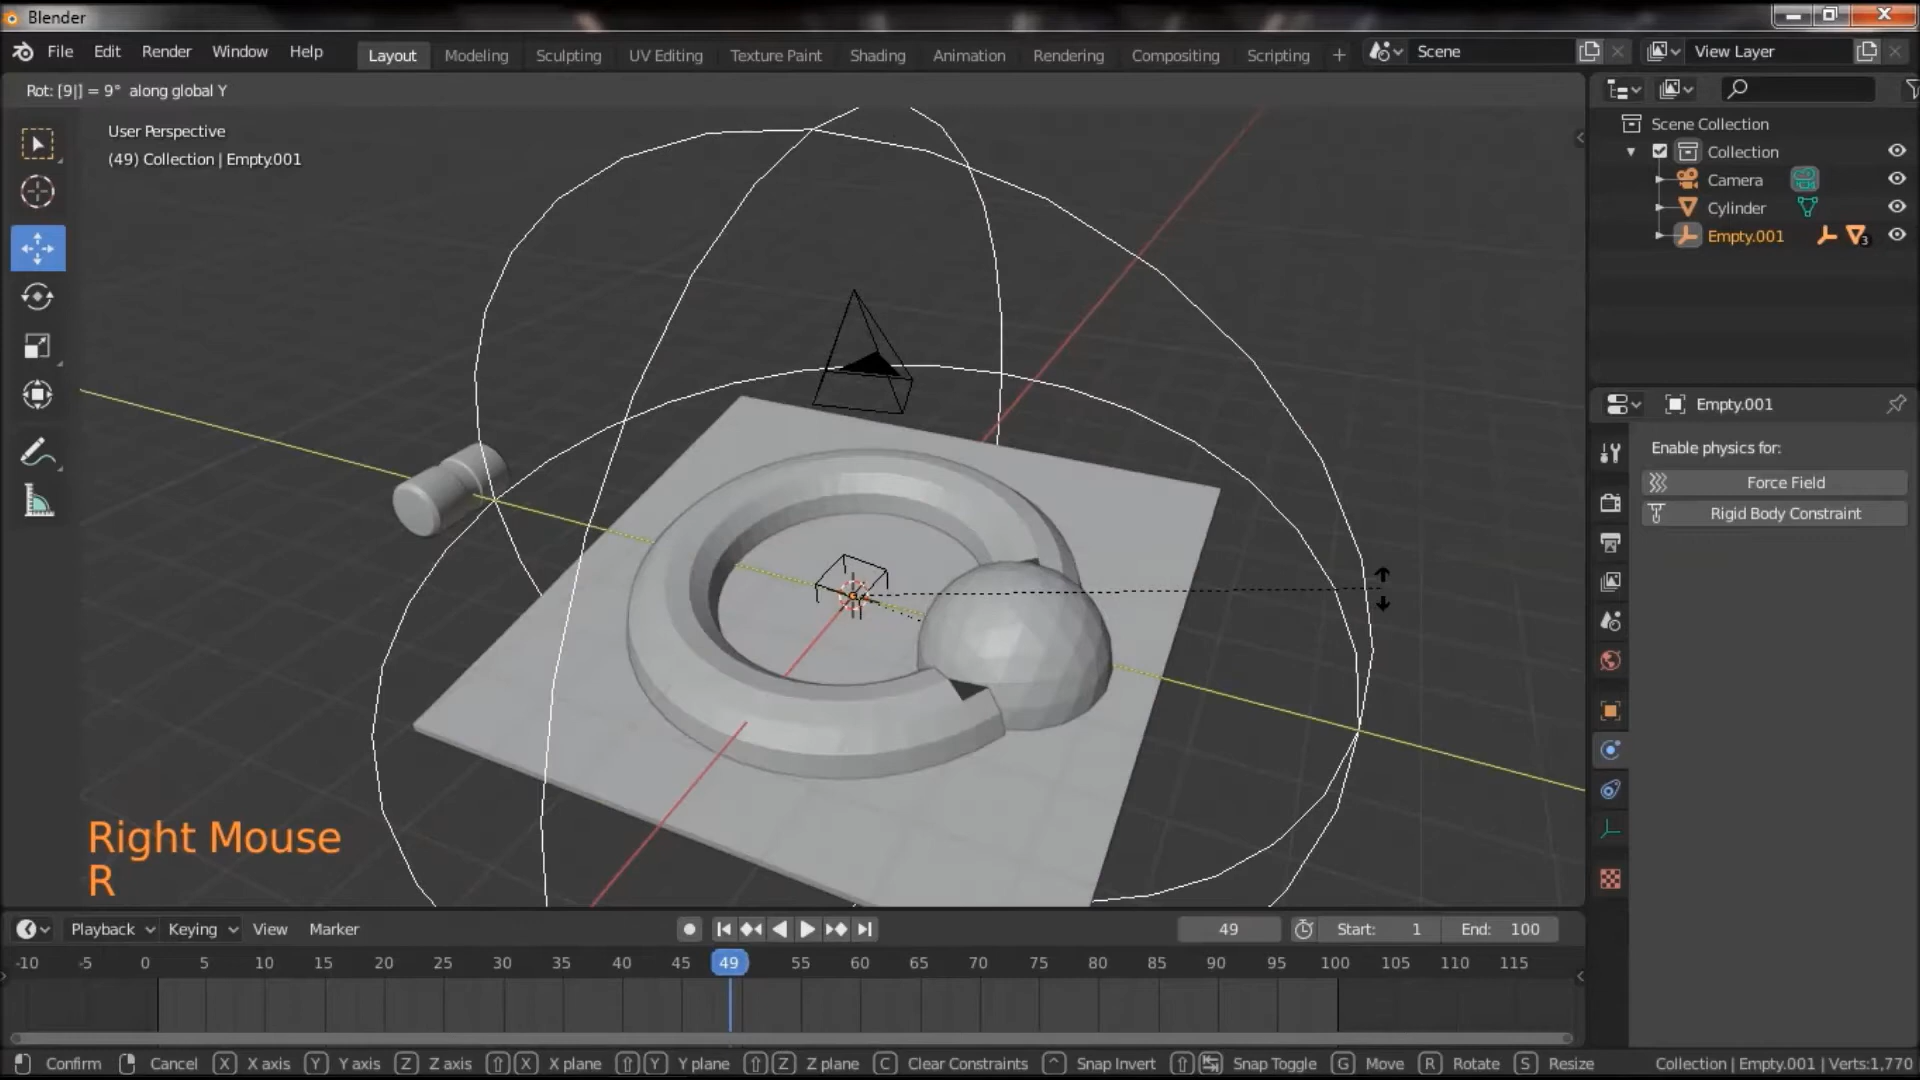 Blender
File Edit Render Window Help Layout Modeling Sculpting UV Editing Texture Paint Shading Animation Rendering Compositing Scripting + Scene View Layer
Rot: [9|] = 9° along global Y
User Perspective
(49) Collection | Empty.001
Scene Collection
Collection
Camera
Cylinder
Empty.001 3
Empty.001
Enable physics for:
Force Field
Rigid Body Constraint
Right Mouse
R
Playback Keying View Marker 49 Start: 1 End: 100
-10 -5 0 5 10 15 20 25 30 35 40 45 49 55 60 65 70 75 80 85 90 95 100 105 110 115
Confirm Cancel X X axis Y Y axis Z Z axis X X plane Y Y plane Z Z plane C Clear Constraints ^ Snap Invert Snap Toggle G Move R Rotate S Resize Collection | Empty.001 | Verts:1,770